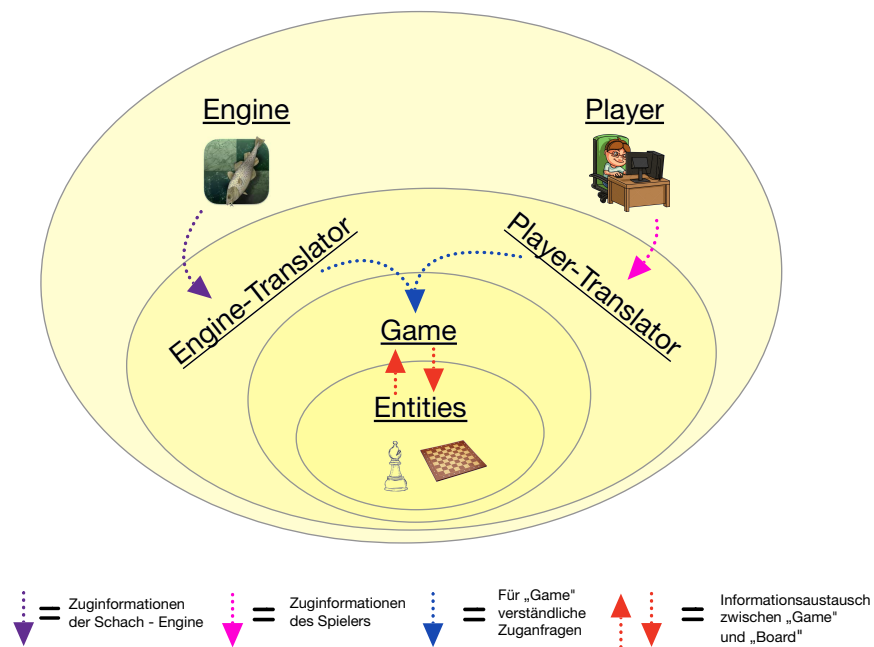 Engine
Player
Engine-Translator
Player-Translator
Game
Entities
= Zuginformationen
der Schach - Engine
= Zuginformationen
des Spielers
= Für „Game"
verständliche
Zuganfragen
= Informationsaustausch
zwischen „Game"
und „Board"